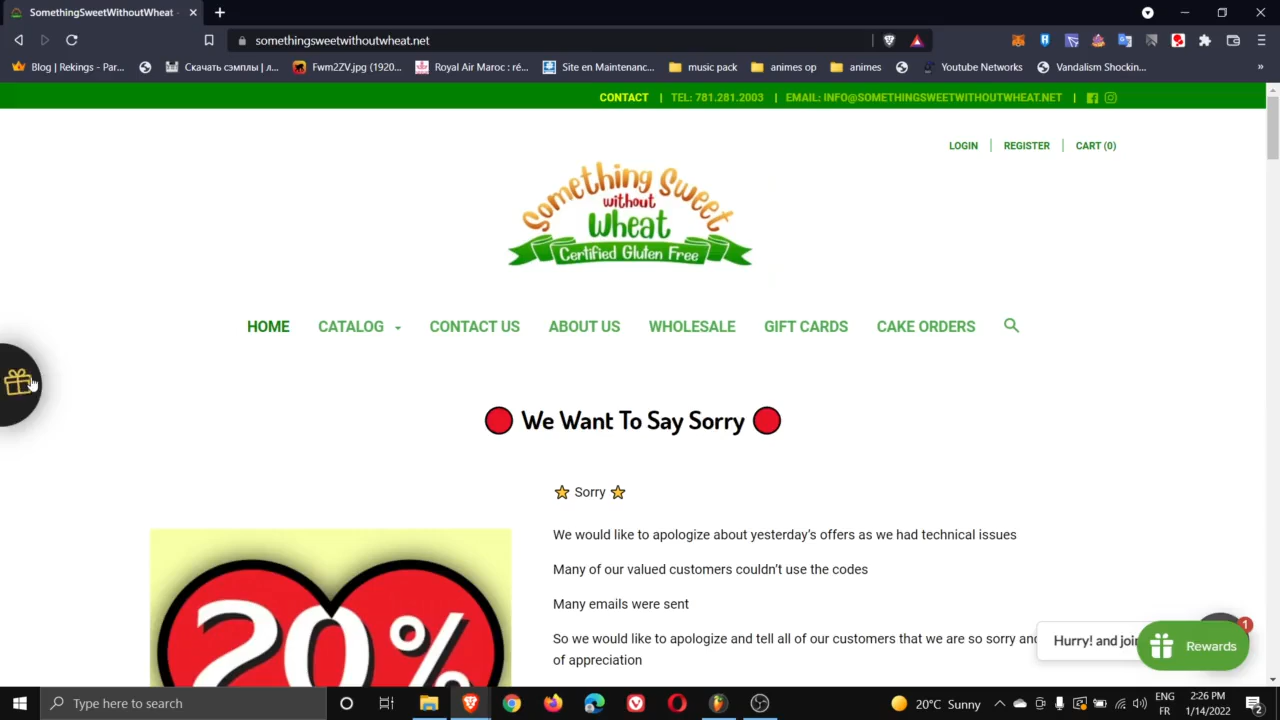 SomethingSweetWithoutWheat
somethingsweetwithoutwheat.net
Blog | Rekings - Par...
Скачать сэмплы | л...
Fwm2ZV.jpg (1920...
Royal Air Maroc : ré...
Site en Maintenanc...
music pack
animes op
animes
Youtube Networks
Vandalism Shockin...
»
CONTACT | TEL: 781.281.2003 | EMAIL: INFO@SOMETHINGSWEETWITHOUTWHEAT.NET |
LOGIN | REGISTER | CART (0)
Something Sweet
without
Wheat
Certified Gluten Free
HOME CATALOG CONTACT US ABOUT US WHOLESALE GIFT CARDS CAKE ORDERS
We Want To Say Sorry
Sorry
We would like to apologize about yesterday's offers as we had technical issues
Many of our valued customers couldn't use the codes
Many emails were sent
So we would like to apologize and tell all of our customers that we are so sorry and
of appreciation
20%
Hurry! and join
1
Rewards
Type here to search
20°C Sunny
ENG
FR
2:26 PM
1/14/2022
2